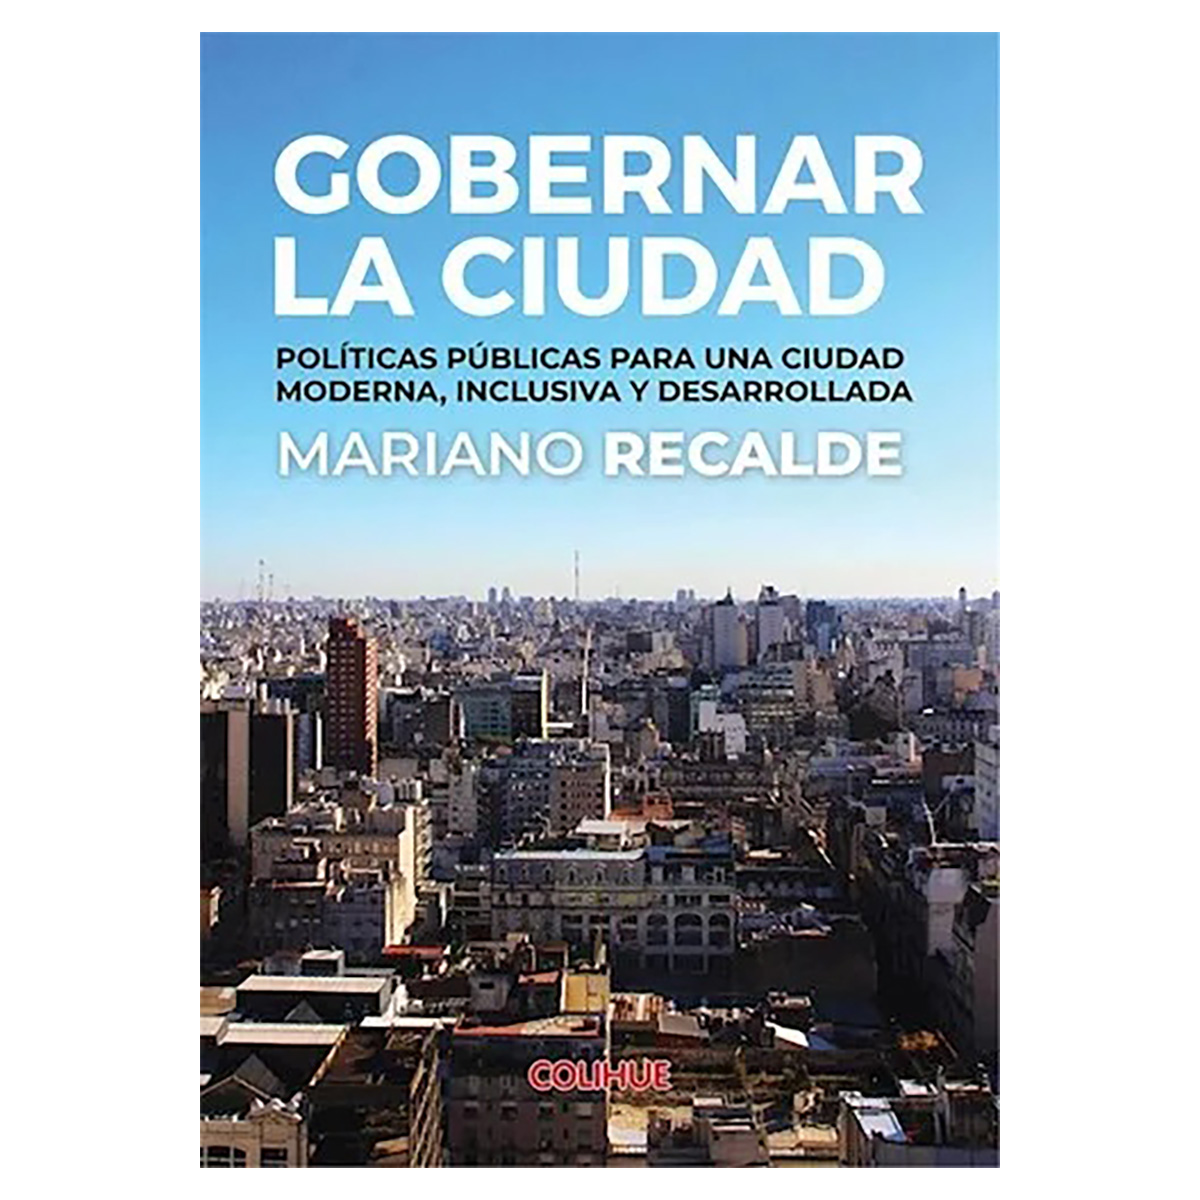 GOBERNAR
LA CIUDAD
POLÍTICAS PÚBLICAS PARA UNA CIUDAD
MODERNA, INCLUSIVA Y DESARROLLADA
MARIANO RECALDE
COLIHUE